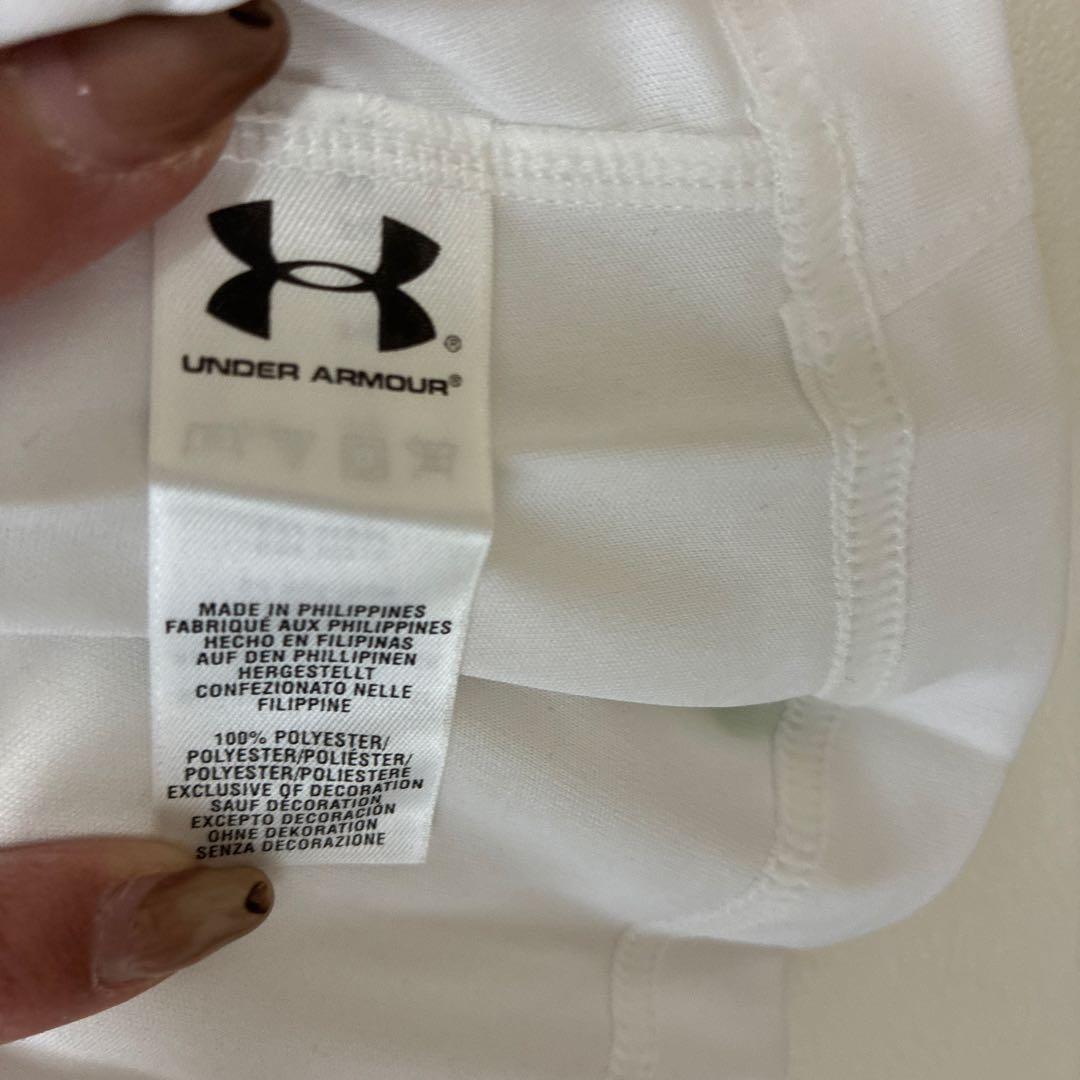 ®
UNDER ARMOUR®
MADE IN PHILIPPINES
FABRIQUÉ AUX PHILIPPINES
HECHO EN FILIPINAS
AUF DEN PHILLIPINEN
HERGESTELLT
CONFEZIONATO NELLE
FILIPPINE
100% POLYESTER/
POLYESTER/POLIÉSTER/
POLYESTER/POLIESTERE
EXCLUSIVE OF DECORATION
SAUF DÉCORATION
EXCEPTO DECORACIÓN
OHNE DEKORATION
SENZA DECORAZIONE